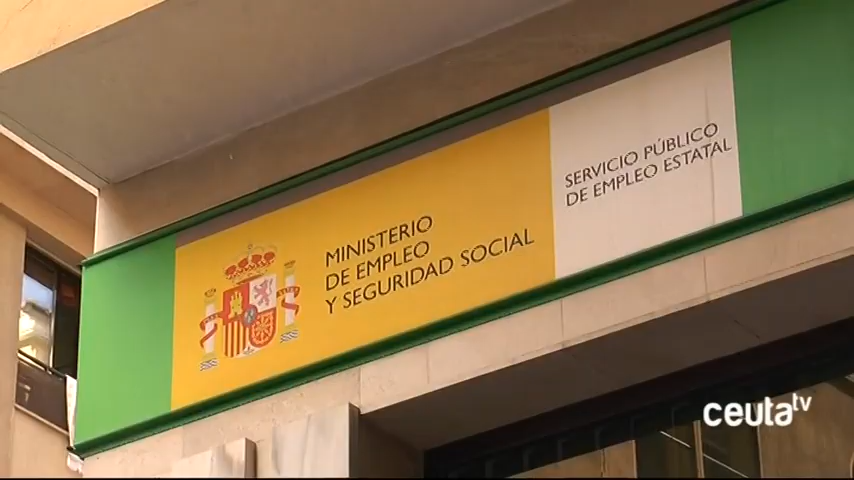 MINISTERIO
DE EMPLEO
Y SEGURIDAD SOCIAL
SERVICIO PÚBLICO
DE EMPLEO ESTATAL
ceutatv